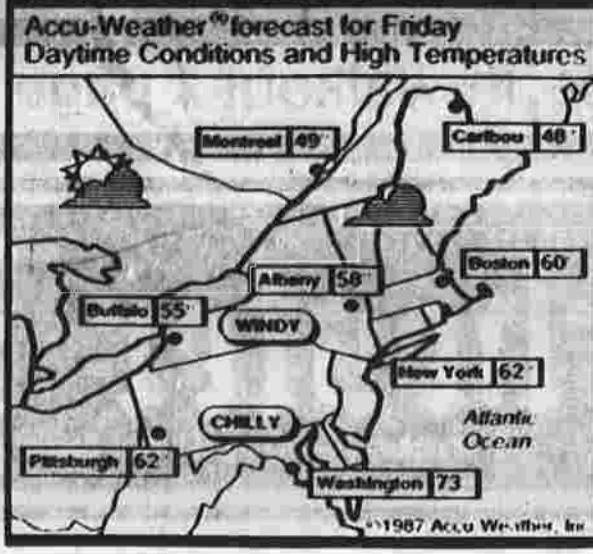 Accu-Weather® forecast for Friday
Daytime Conditions and High Temperatures
Montreal 49°
Caribou 48°
Boston 60°
Albany 58°
Buffalo 55°
WINDY
New York 62°
CHILLY
Atlantic
Ocean
Pittsburgh 62°
Washington 73
©1987 Accu-Weather, Inc.